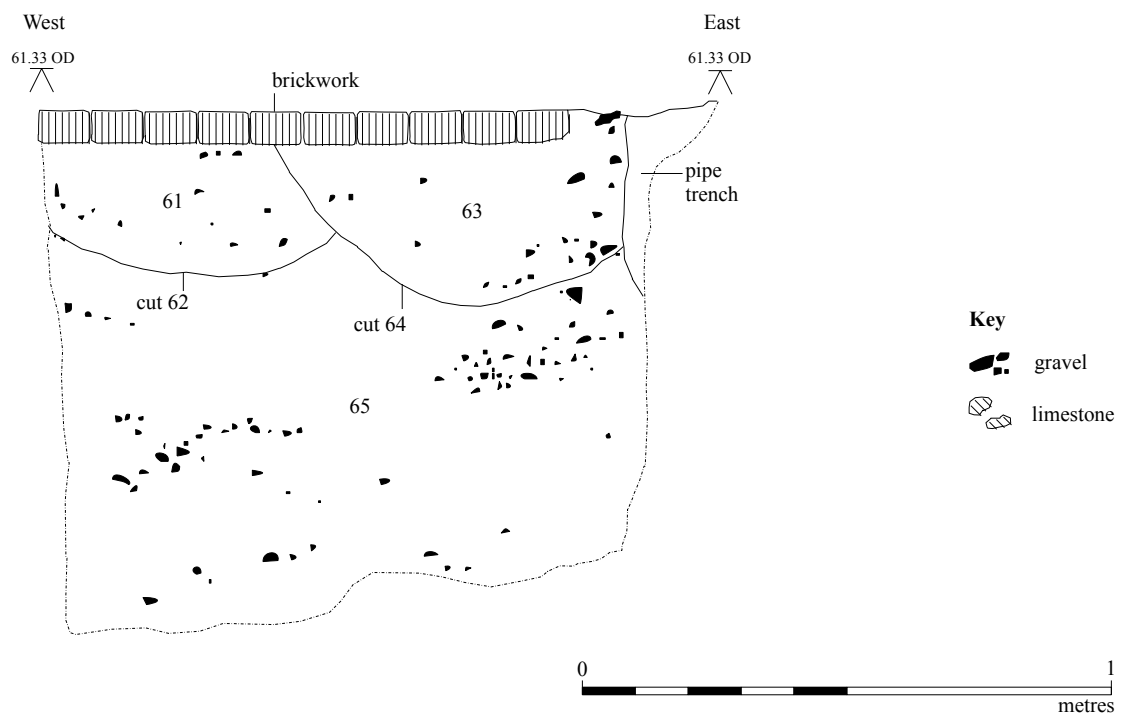 West
East
61.33 OD
61.33 OD
brickwork
pipe
trench
61
63
cut 62
cut 64
65
Key
gravel
limestone
0
1
metres